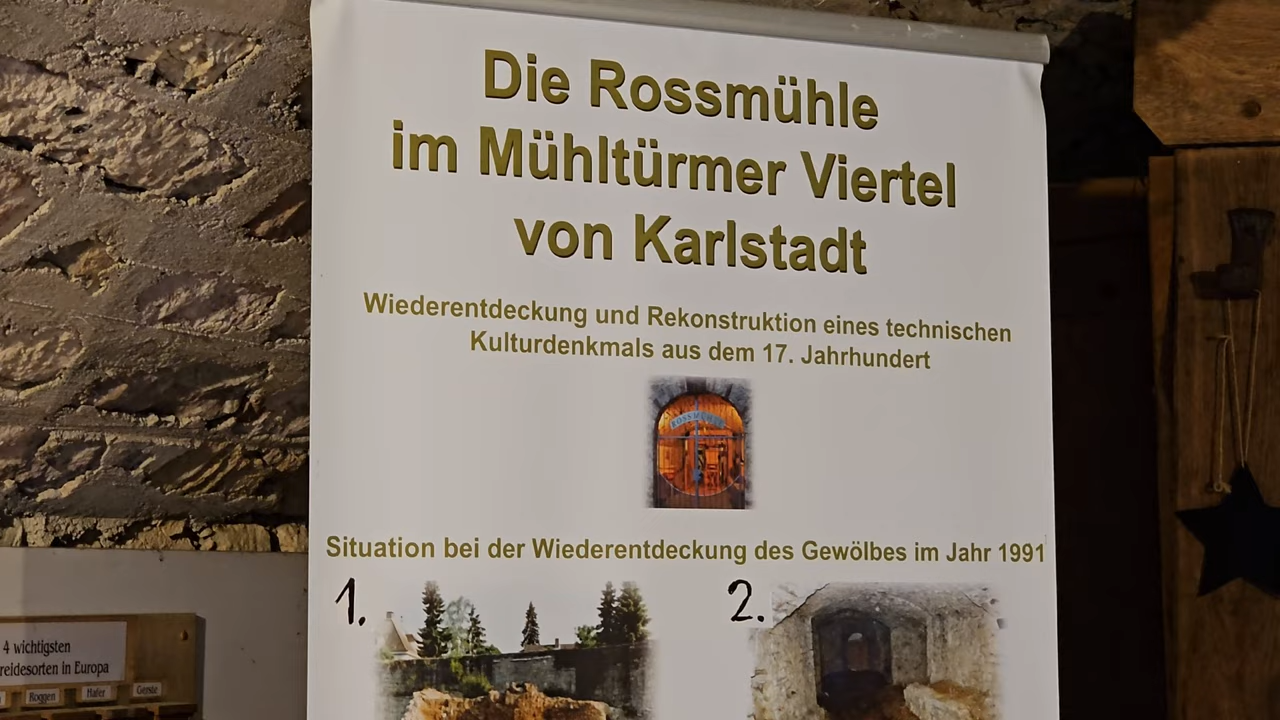 Die Rossmühle
im Mühltürmer Viertel
von Karlstadt
Wiederentdeckung und Rekonstruktion eines technischen
Kulturdenkmals aus dem 17. Jahrhundert
ROSSMÜHLE
Situation bei der Wiederentdeckung des Gewölbes im Jahr 1991
1.
2.
4 wichtigsten
reidesorten in Europa
Roggen
Hafer
Gerste